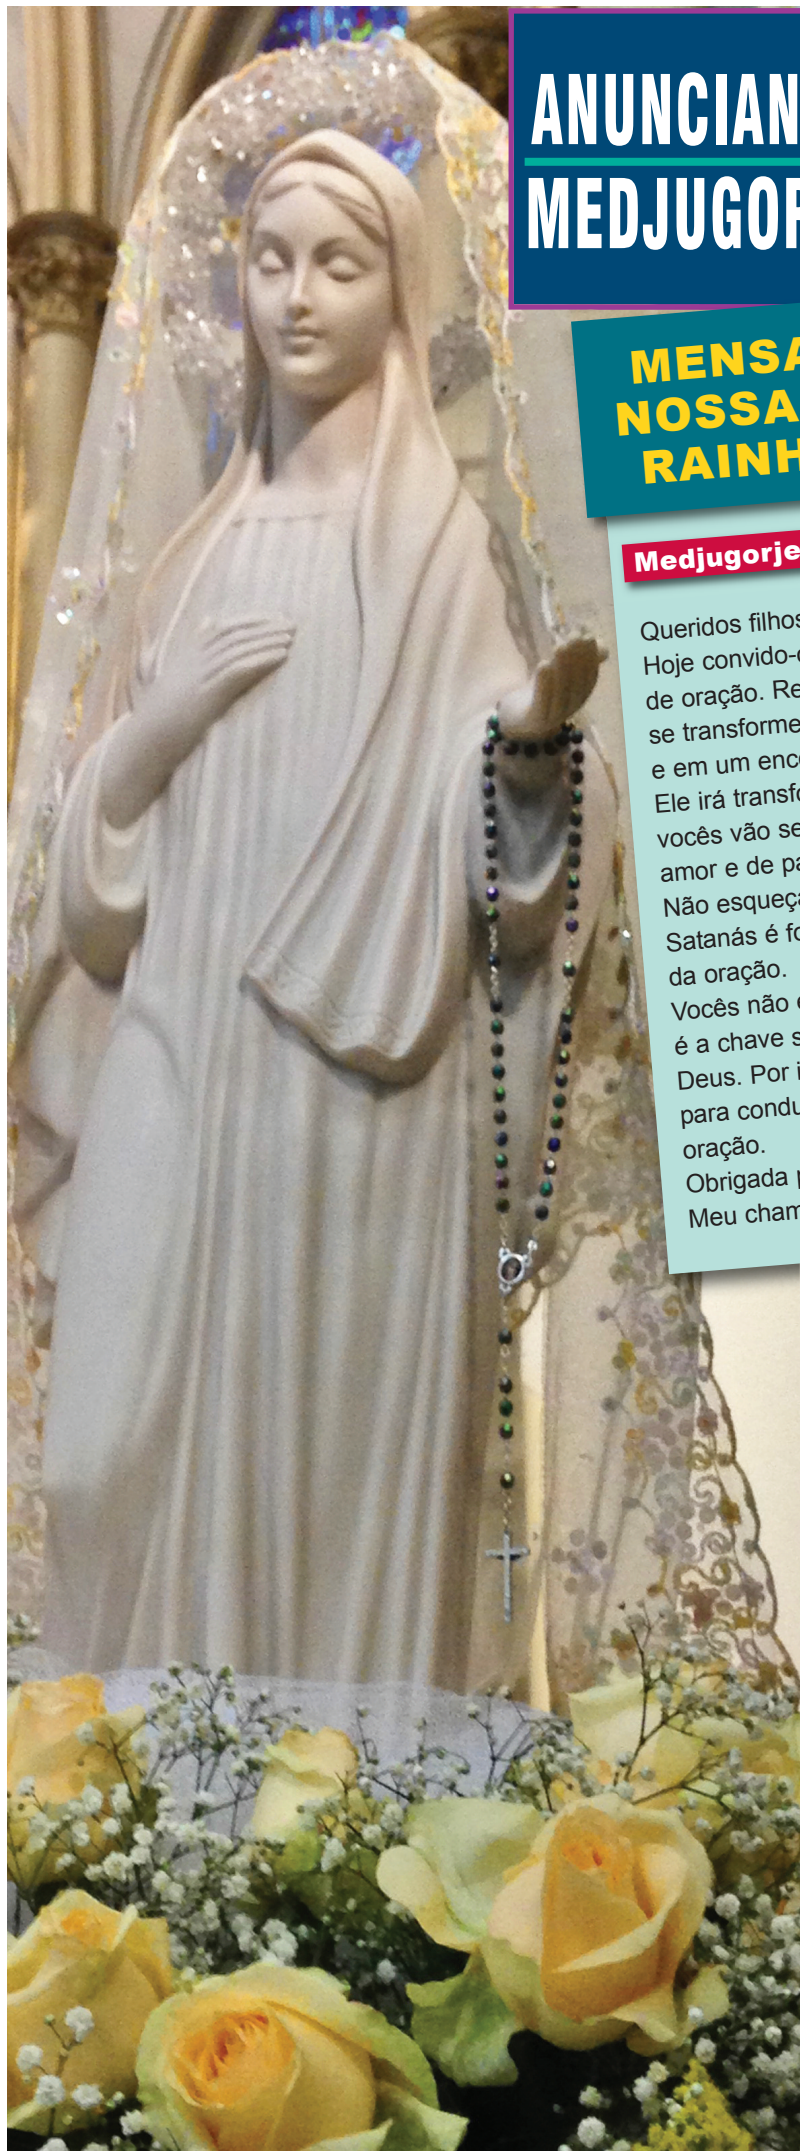 ANUNCIAN
MEDJUGOR
MENSA
NOSSA
RAINH
Medjugorje
Queridos filhos
Hoje convido-
de oração. Re
se transforme
e em um enc
Ele irá transf
vocês vão se
amor e de pa
Não esqueça
Satanás é fo
da oração.
Vocês não
é a chave s
Deus. Por i
para condu
oração.
Obrigada
Meu cham